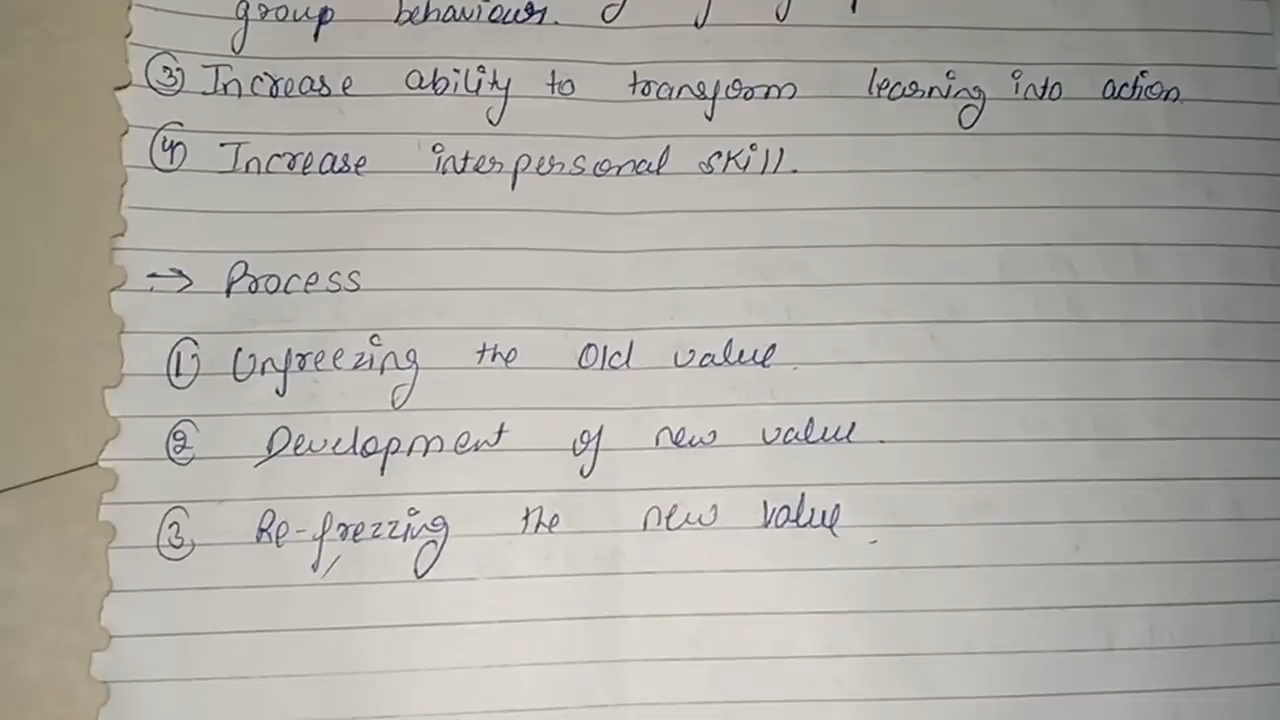 group behaviour.
③ Increase ability to transform learning into action
④ Increase interpersonal skill.
→ Process
① Unfreezing the Old value.
② Development of new value.
③ Re-frezzing the new value.